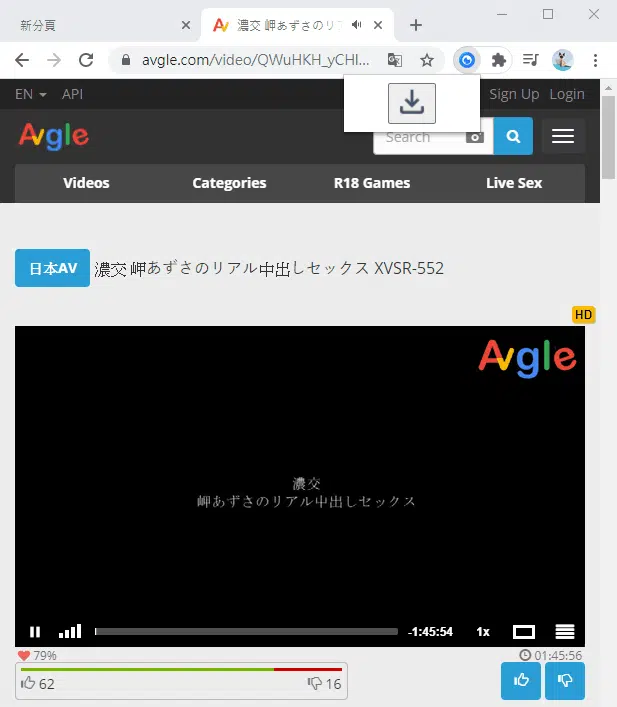 新分頁
濃交 岬あずさのリア
avgle.com/video/QWuHKH_yCHI...
EN API Sign Up Login
Avgle
Search
Videos Categories R18 Games Live Sex
日本AV 濃交 岬あずさのリアル中出しセックス XVSR-552
HD
Avgle
濃交
岬あずさのリアル中出しセックス
-1:45:54 1x
79% 01:45:56
62 16